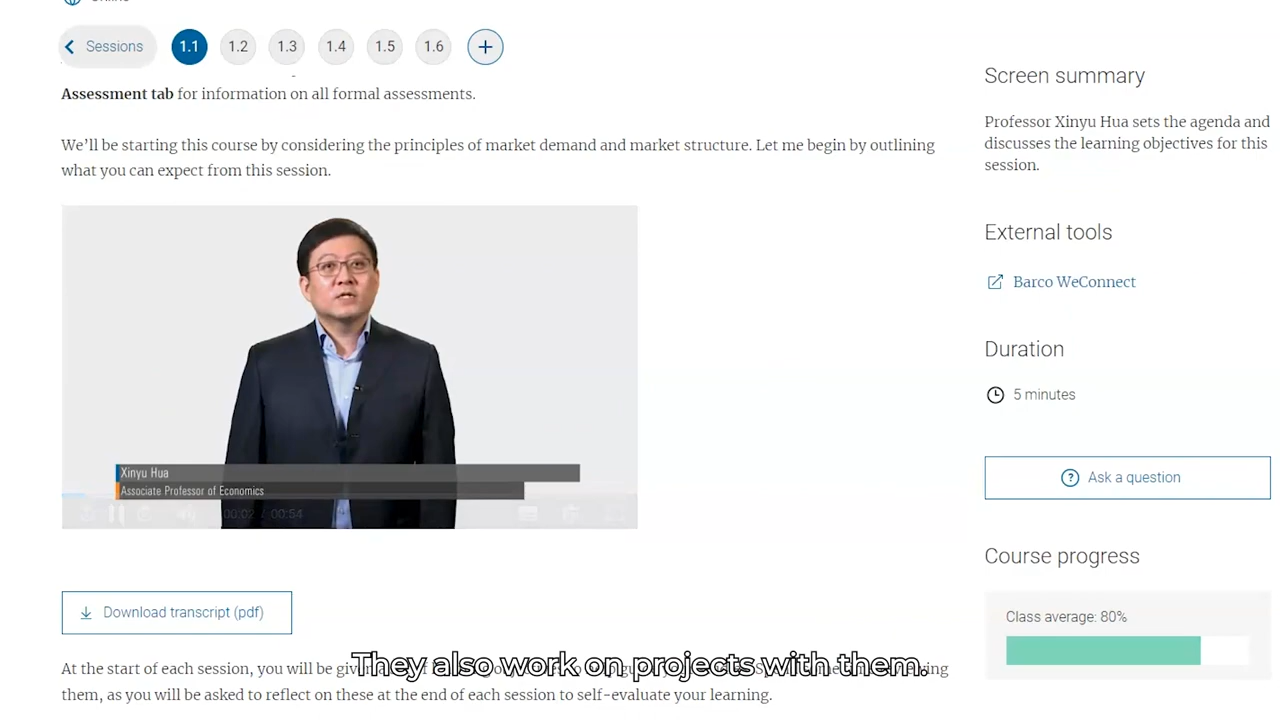 Sessions
1.1
1.2
1.3
1.4
1.5
1.6
Assessment tab for information on all formal assessments.
We'll be starting this course by considering the principles of market demand and market structure. Let me begin by outlining
what you can expect from this session.
Xinyu Hua
Associate Professor of Economics
00:02 / 00:54
Download transcript (pdf)
At the start of each session, you will be
They also work on projects with them.
them, as you will be asked to reflect on these at the end of each session to self-evaluate your learning.
Screen summary
Professor Xinyu Hua sets the agenda and
discusses the learning objectives for this
session.
External tools
Barco WeConnect
Duration
5 minutes
Ask a question
Course progress
Class average: 80%